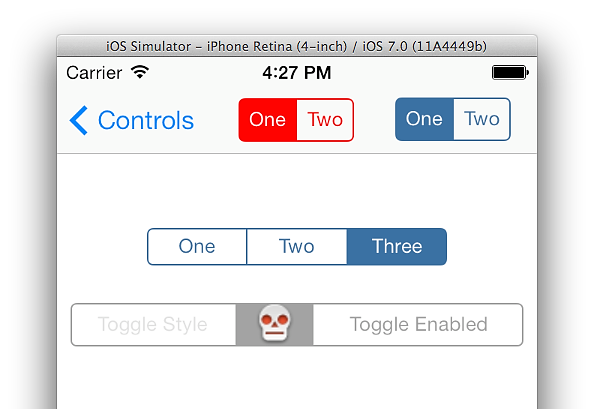 iOS Simulator – iPhone Retina (4-inch) / iOS 7.0 (11A4449b)
Carrier 4:27 PM
Controls One Two One Two
One Two Three
Toggle Style Toggle Enabled